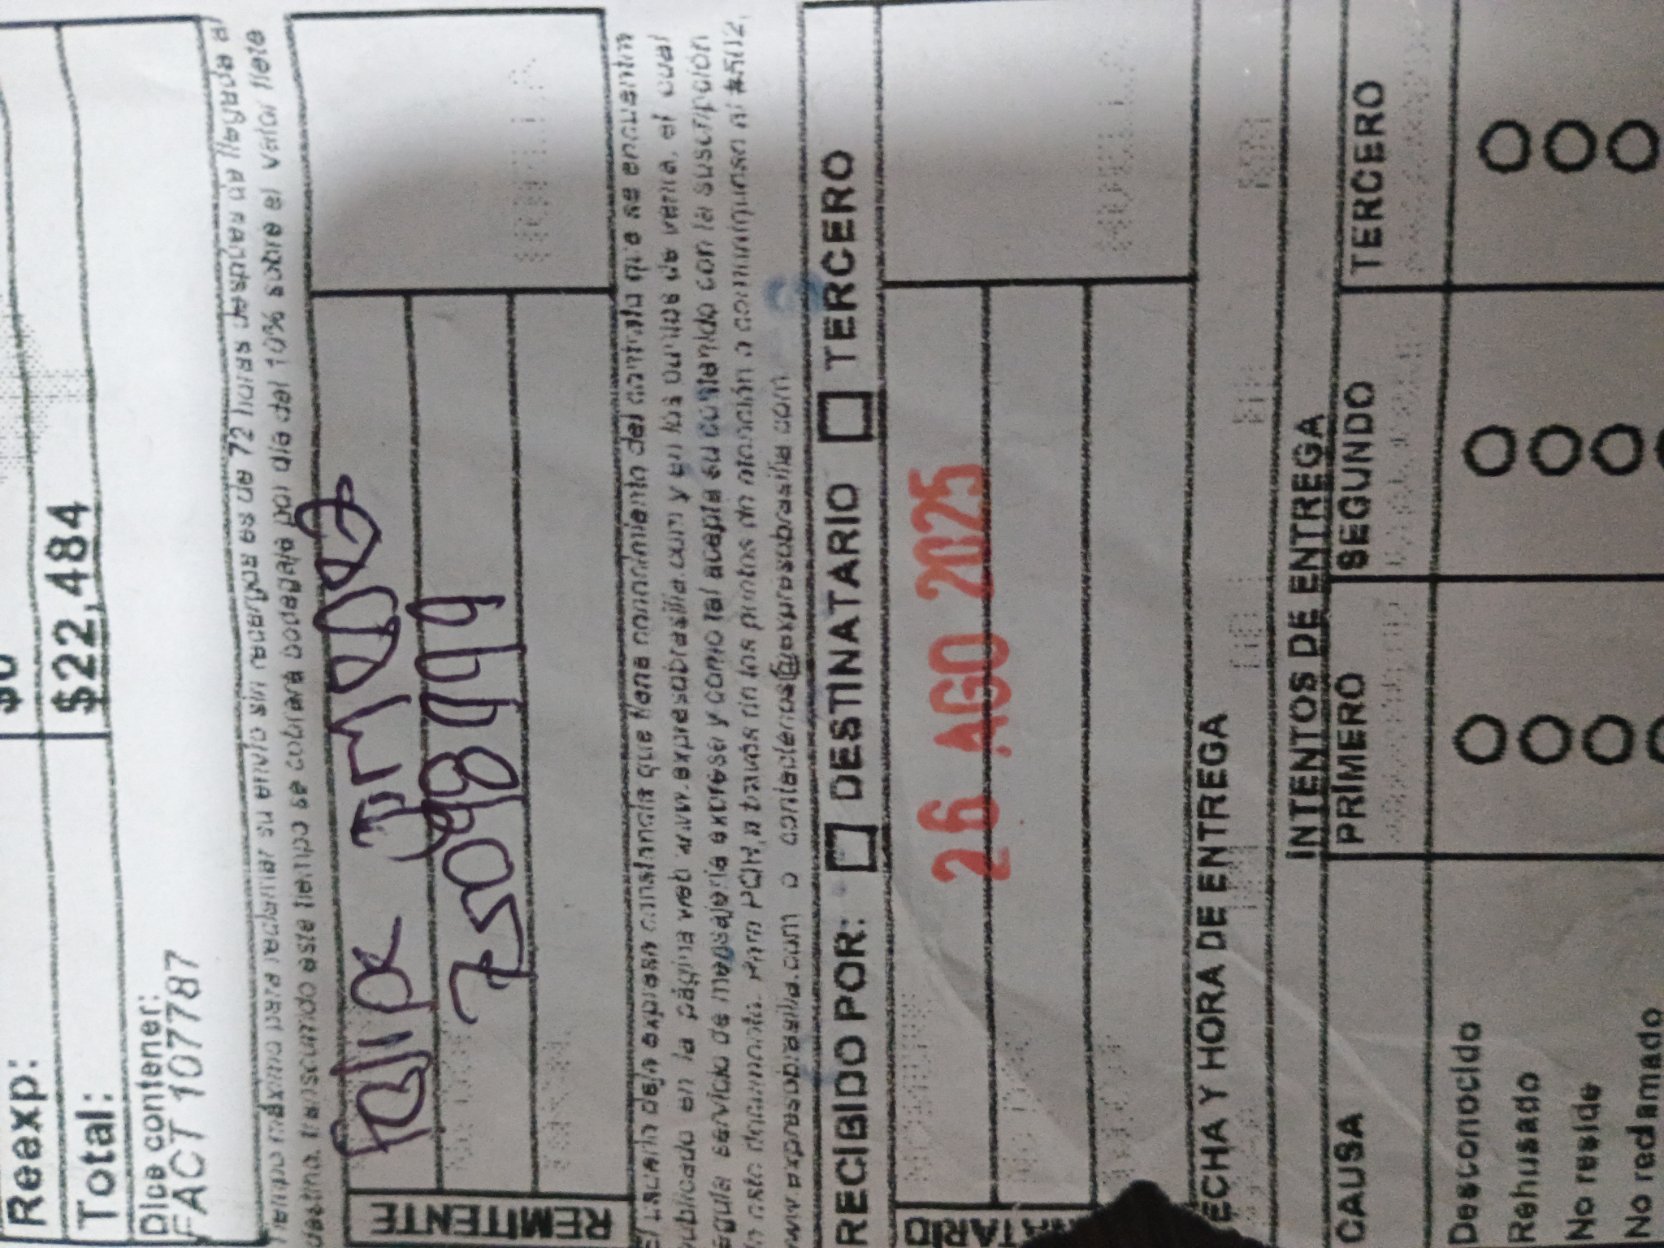 Reexp:
$0
Total:
$22,484
Dice contener:
FACT 107787
Tiempo máximo para reclamar su envío sin recargos es de 72 horas después de llegada a
destino, transcurrido este tiempo se cobrará bodegaje por día del 10% sobre el valor flete
REMITENTE
Felix Jimenez
El usuario deja expresa constancia que tiene conocimiento del contrato que se encuentra
publicado en la página web www.expresobrasilia.com y en los puntos de venta, el cual
regula servicio de mensajería expresa y como tal acepta su contenido con la suscripción
de este documento. Para PQR, a través de los puntos de atención o comuníquese al #502,
www.expresobrasilia.com o contactenos@expresobrasilia.com
RECIBIDO POR:
DESTINATARIO
TERCERO
26 AGO 2025
ECHA Y HORA DE ENTREGA
INTENTOS DE ENTREGA
CAUSA
PRIMERO
SEGUNDO
TERCERO
Desconocido
Rehusado
No reside
No reclamado